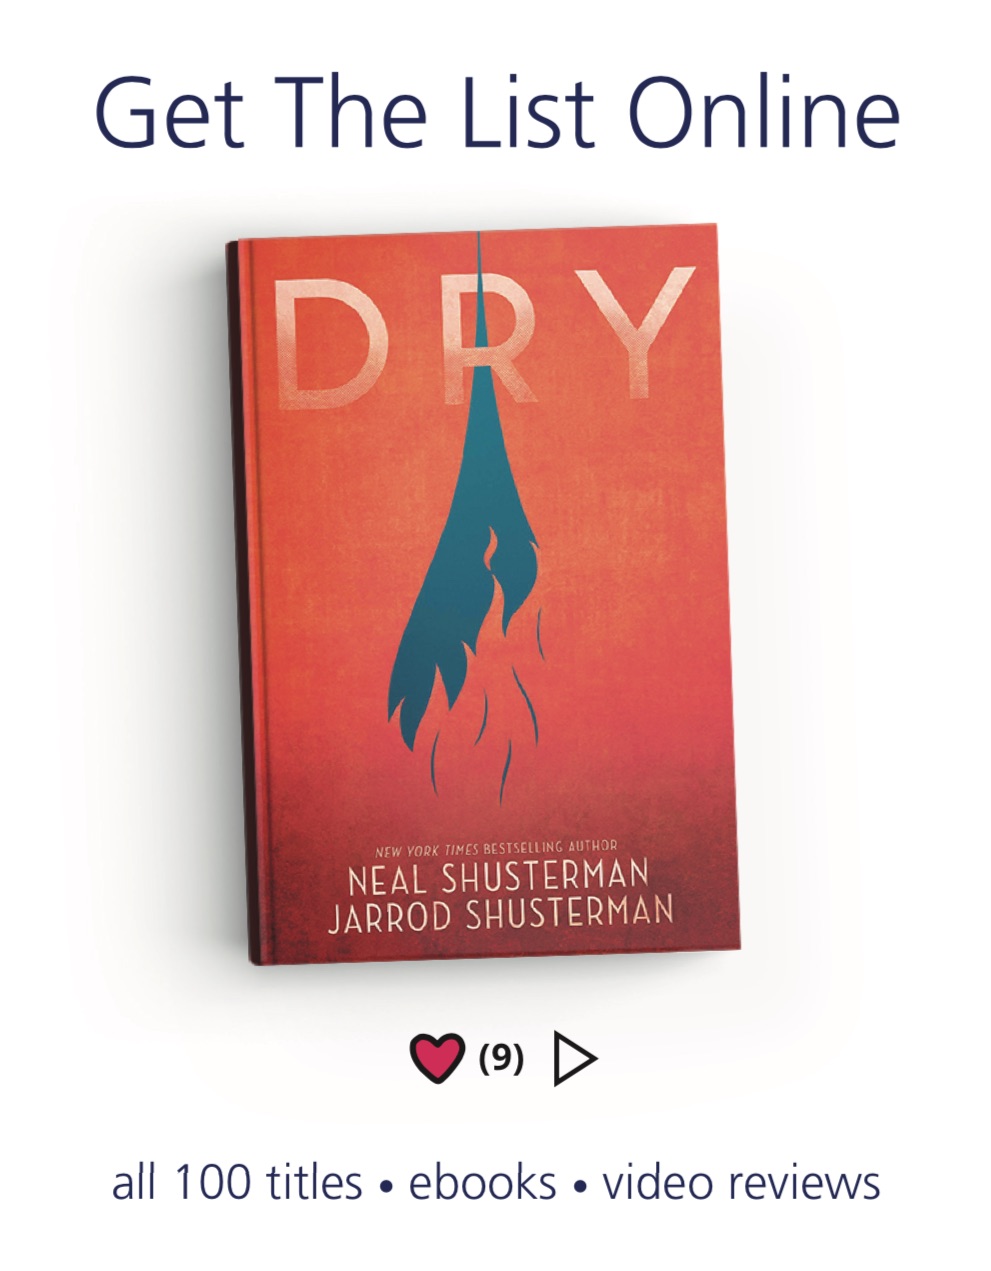 Get The List Online
DRY
NEW YORK TIMES BESTSELLING AUTHOR
NEAL SHUSTERMAN
JARROD SHUSTERMAN
(9)
all 100 titles • ebooks • video reviews